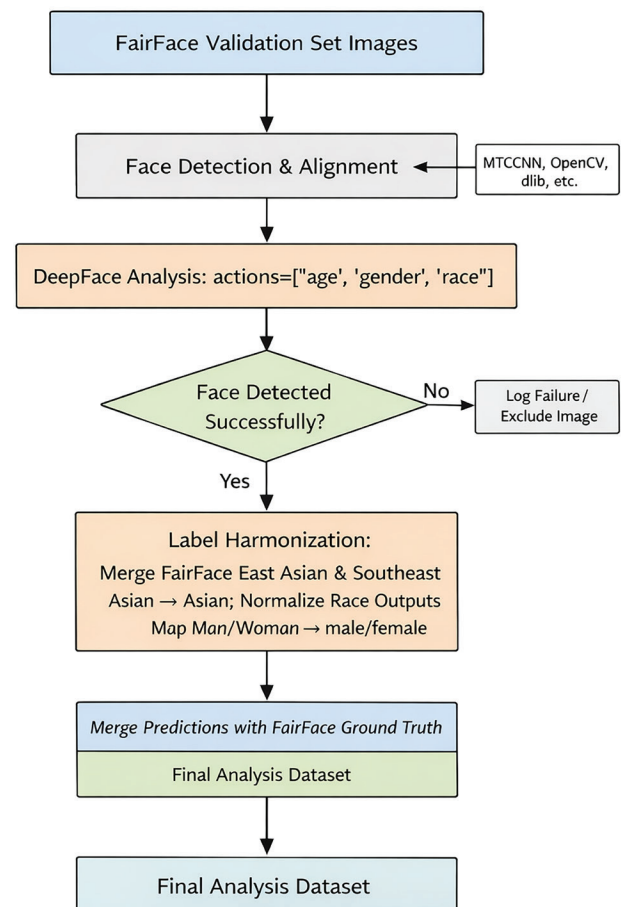 FairFace Validation Set Images
Face Detection & Alignment
MTCCNN, OpenCV,
dlib, etc.
DeepFace Analysis: actions=["age', 'gender', 'race"]
Face Detected
Successfully?
No
Log Failure/
Exclude Image
Yes
Label Harmonization:
Merge FairFace East Asian & Southeast
Asian → Asian; Normalize Race Outputs
Map Man/Woman → male/female
Merge Predictions with FairFace Ground Truth
Final Analysis Dataset
Final Analysis Dataset